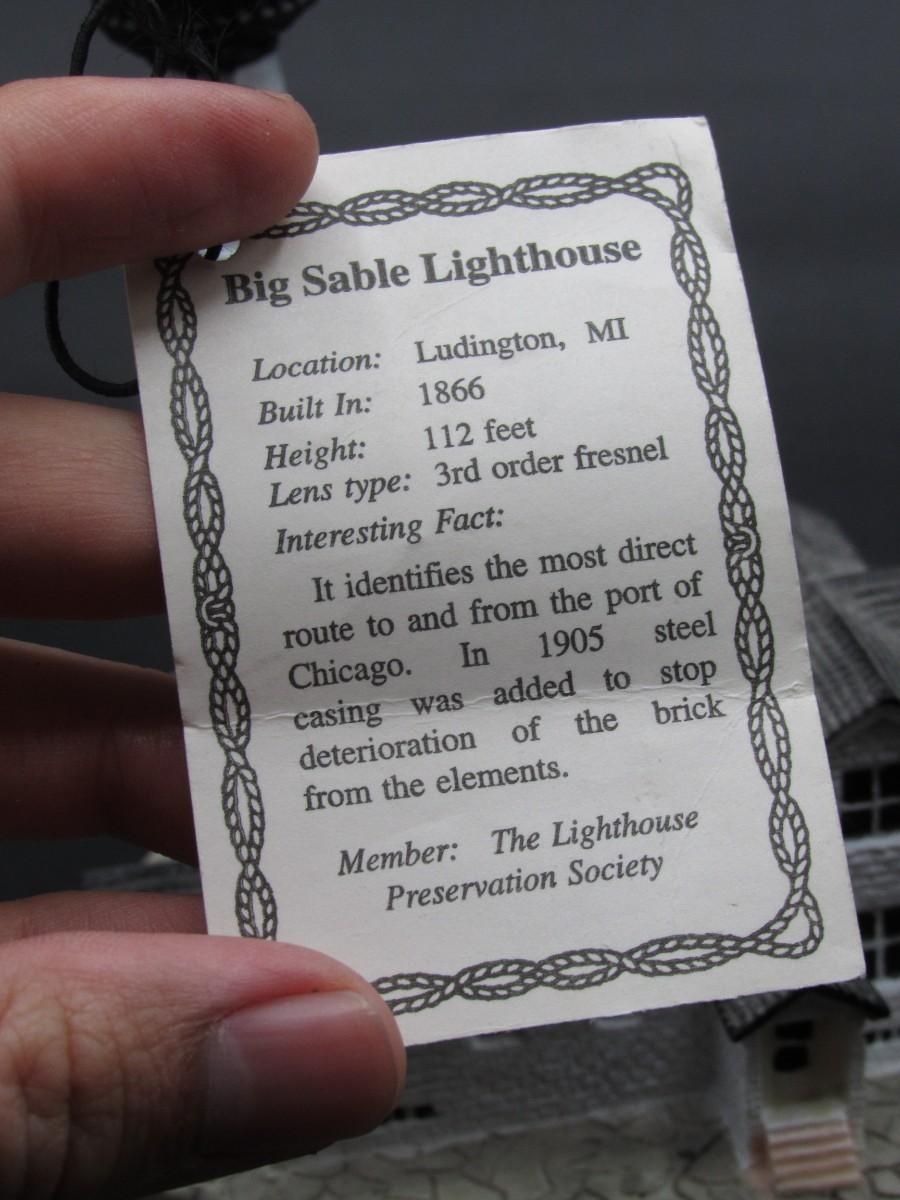 Big Sable Lighthouse
Location: Ludington, MI
Built In: 1866
Height: 112 feet
Lens type: 3rd order fresnel
Interesting Fact:
It identifies the most direct
route to and from the port of
Chicago. In 1905 steel
casing was added to stop
deterioration of the brick
from the elements.
Member: The Lighthouse
Preservation Society